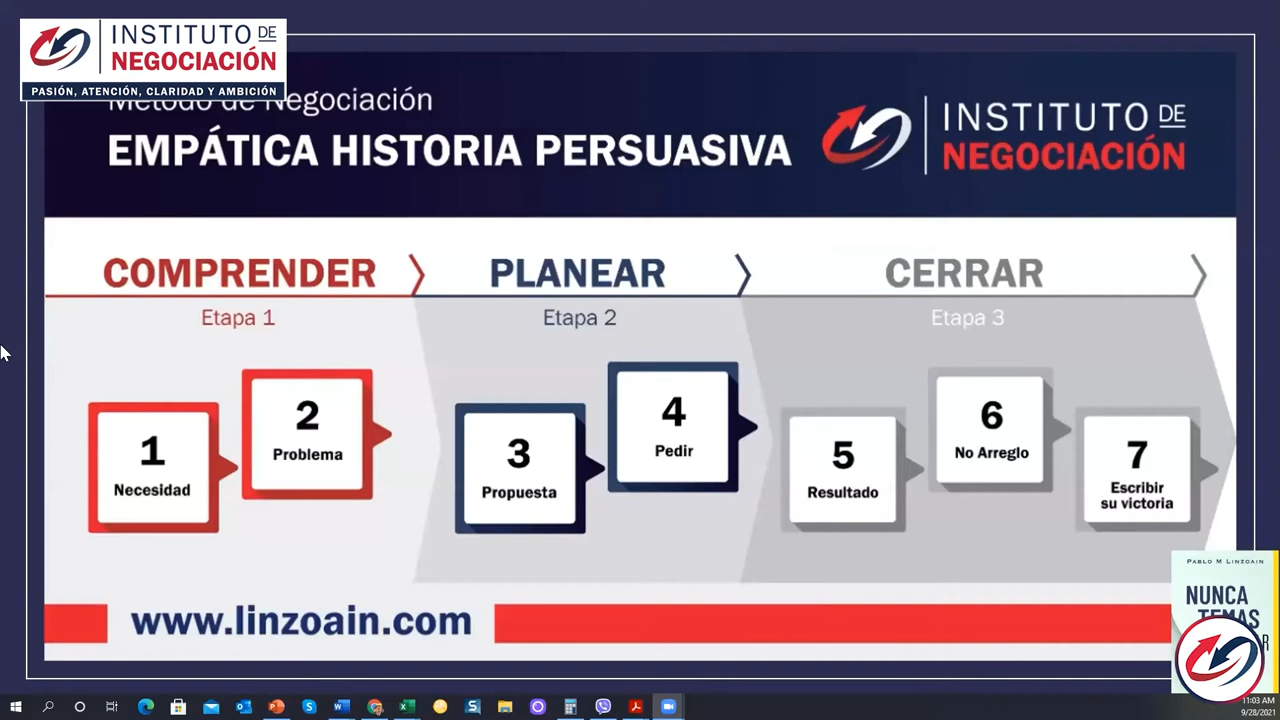 INSTITUTO DE
NEGOCIACIÓN
PASIÓN, ATENCIÓN, CLARIDAD Y AMBICIÓN
Método de Negociación
EMPÁTICA HISTORIA PERSUASIVA
INSTITUTO DE
NEGOCIACIÓN
COMPRENDER
PLANEAR
CERRAR
Etapa 1
Etapa 2
Etapa 3
1
Necesidad
2
Problema
3
Propuesta
4
Pedir
5
Resultado
6
No Arreglo
7
Escribir
su victoria
www.linzoain.com
PABLO M LINZOAIN
NUNCA
TEMAS
11:03 AM
9/28/2021